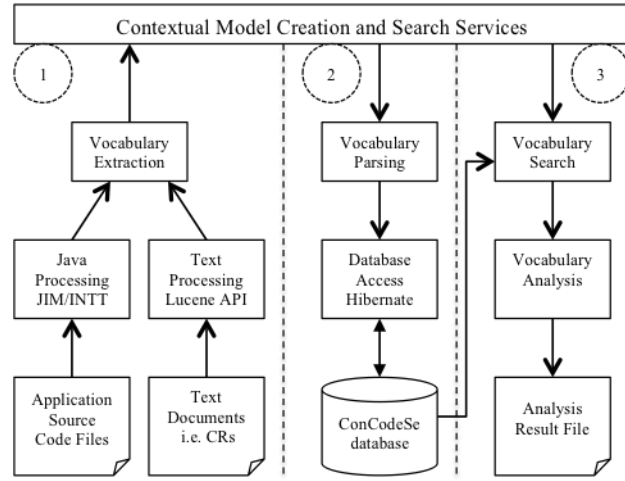 Contextual Model Creation and Search Services
1
2
3
Vocabulary
Extraction
Vocabulary
Parsing
Vocabulary
Search
Java
Processing
JIM/INTT
Text
Processing
Lucene API
Database
Access
Hibernate
Vocabulary
Analysis
Application
Source
Code Files
Text
Documents
i.e. CRs
ConCodeSe
database
Analysis
Result File